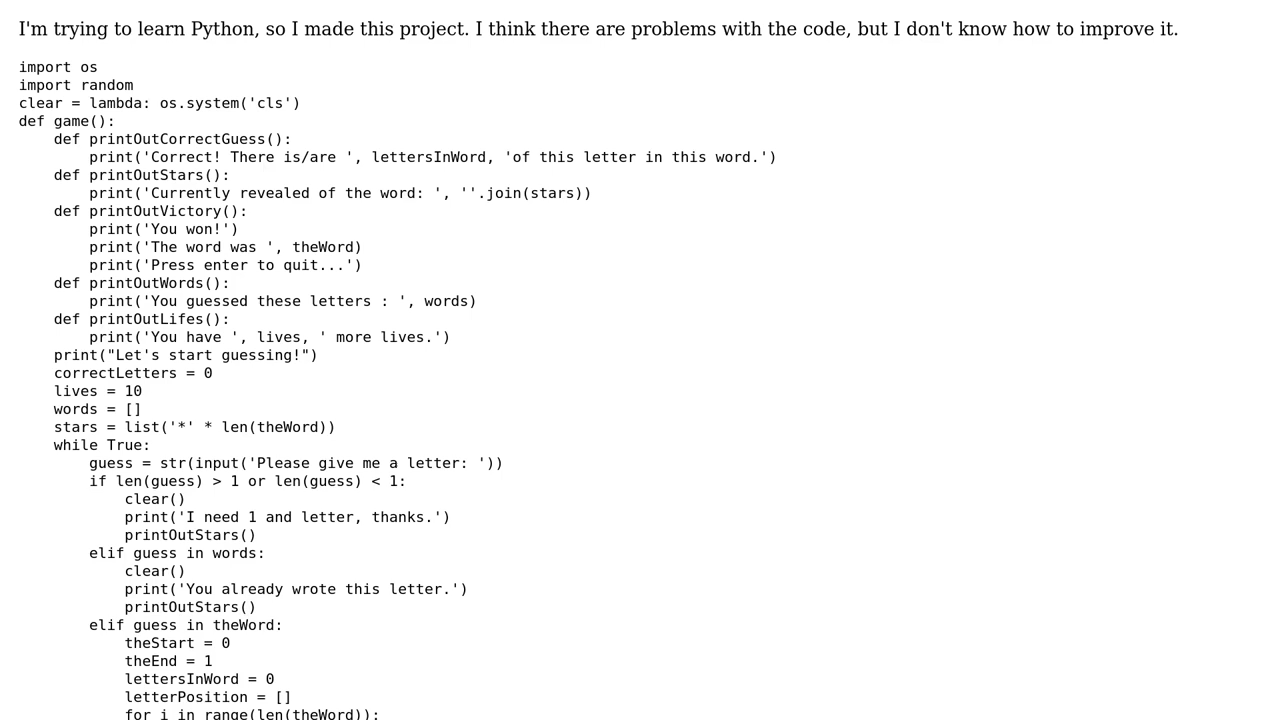 I'm trying to learn Python, so I made this project. I think there are problems with the code, but I don't know how to improve it.
import os
import random
clear = lambda: os.system('cls')
def game():
    def printOutCorrectGuess():
        print('Correct! There is/are ', lettersInWord, 'of this letter in this word.')
    def printOutStars():
        print('Currently revealed of the word: ', ''.join(stars))
    def printOutVictory():
        print('You won!')
        print('The word was ', theWord)
        print('Press enter to quit...')
    def printOutWords():
        print('You guessed these letters : ', words)
    def printOutLifes():
        print('You have ', lives, ' more lives.')
    print("Let's start guessing!")
    correctLetters = 0
    lives = 10
    words = []
    stars = list('*' * len(theWord))
    while True:
        guess = str(input('Please give me a letter: '))
        if len(guess) > 1 or len(guess) < 1:
            clear()
            print('I need 1 and letter, thanks.')
            printOutStars()
        elif guess in words:
            clear()
            print('You already wrote this letter.')
            printOutStars()
        elif guess in theWord:
            theStart = 0
            theEnd = 1
            lettersInWord = 0
            letterPosition = []
            for i in range(len(theWord)):